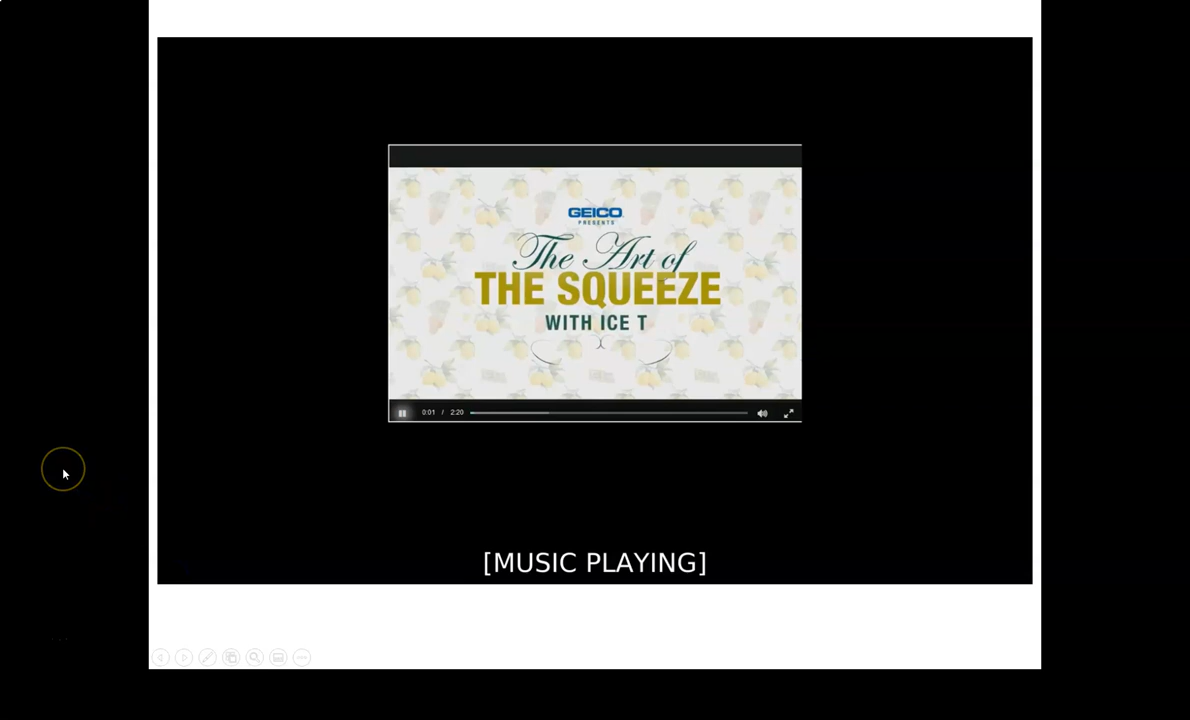 GEICO
PRESENTS
The Art of
THE SQUEEZE
WITH ICE T
0:01 / 2:20
[MUSIC PLAYING]